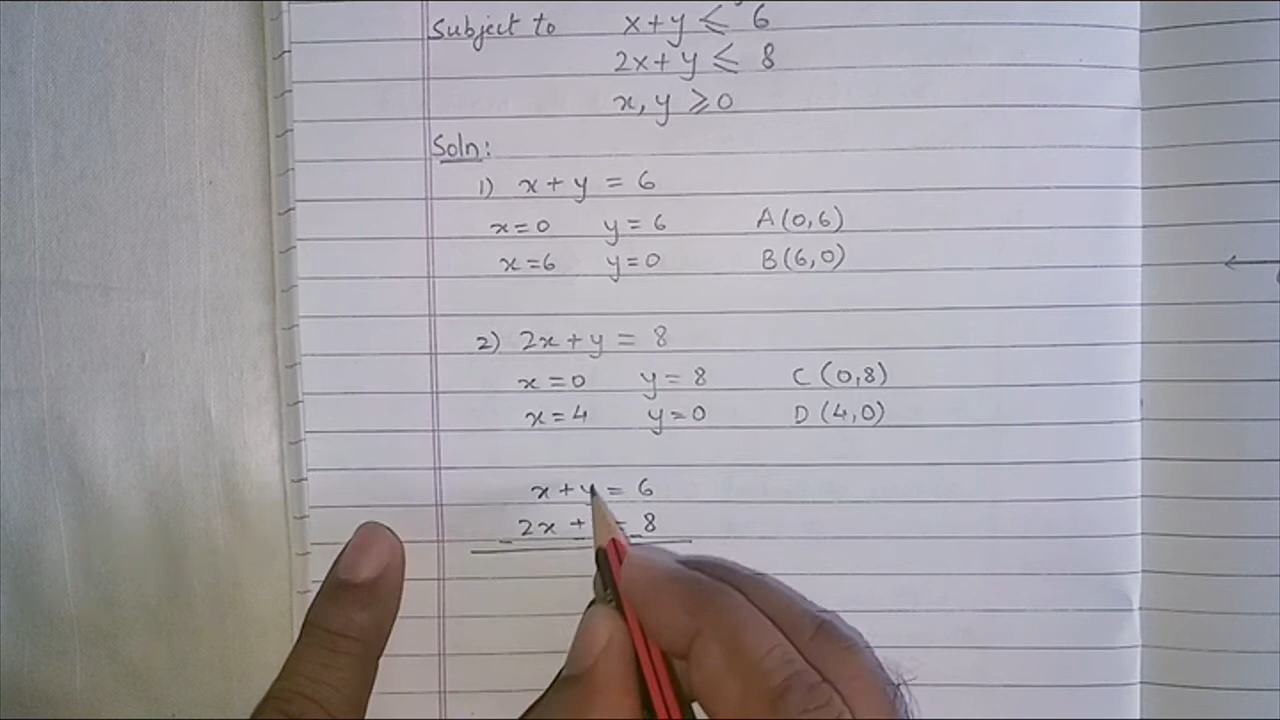 Subject to x+y ≤ 6
2x+y ≤ 8
x, y ≥ 0
Soln:
1) x+y = 6
x=0 y=6 A(0,6)
x=6 y=0 B(6,0)
2) 2x+y = 8
x=0 y=8 C(0,8)
x=4 y=0 D(4,0)
x+y = 6
2x + = 8